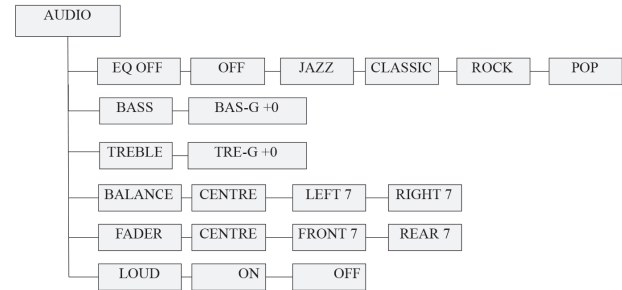 AUDIO
EQ OFF OFF JAZZ CLASSIC ROCK POP
BASS BAS-G +0
TREBLE TRE-G +0
BALANCE CENTRE LEFT 7 RIGHT 7
FADER CENTRE FRONT 7 REAR 7
LOUD ON OFF